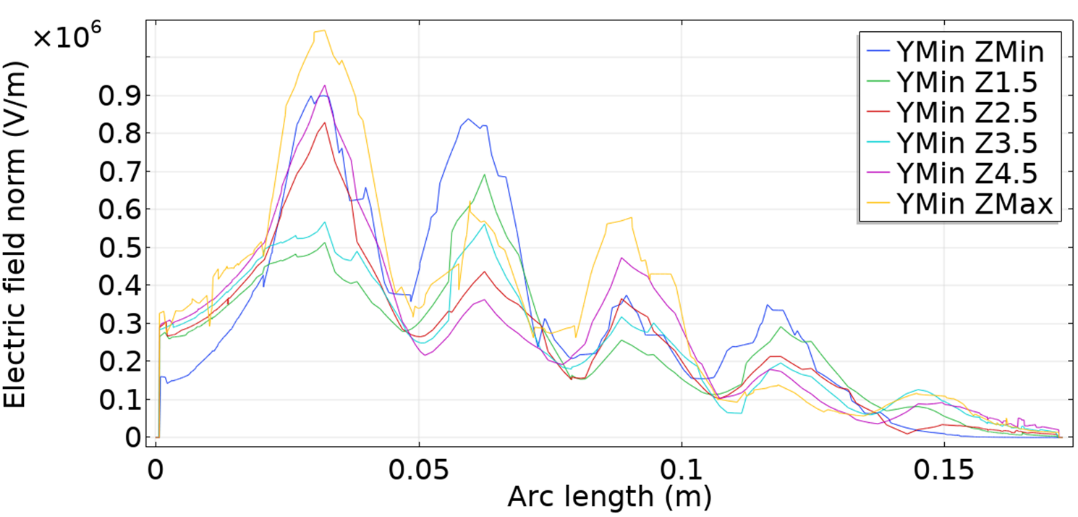 ×10⁶
Electric field norm (V/m)
0.9
0.8
0.7
0.6
0.5
0.4
0.3
0.2
0.1
0
0 0.05 0.1 0.15
Arc length (m)
YMin ZMin
YMin Z1.5
YMin Z2.5
YMin Z3.5
YMin Z4.5
YMin ZMax